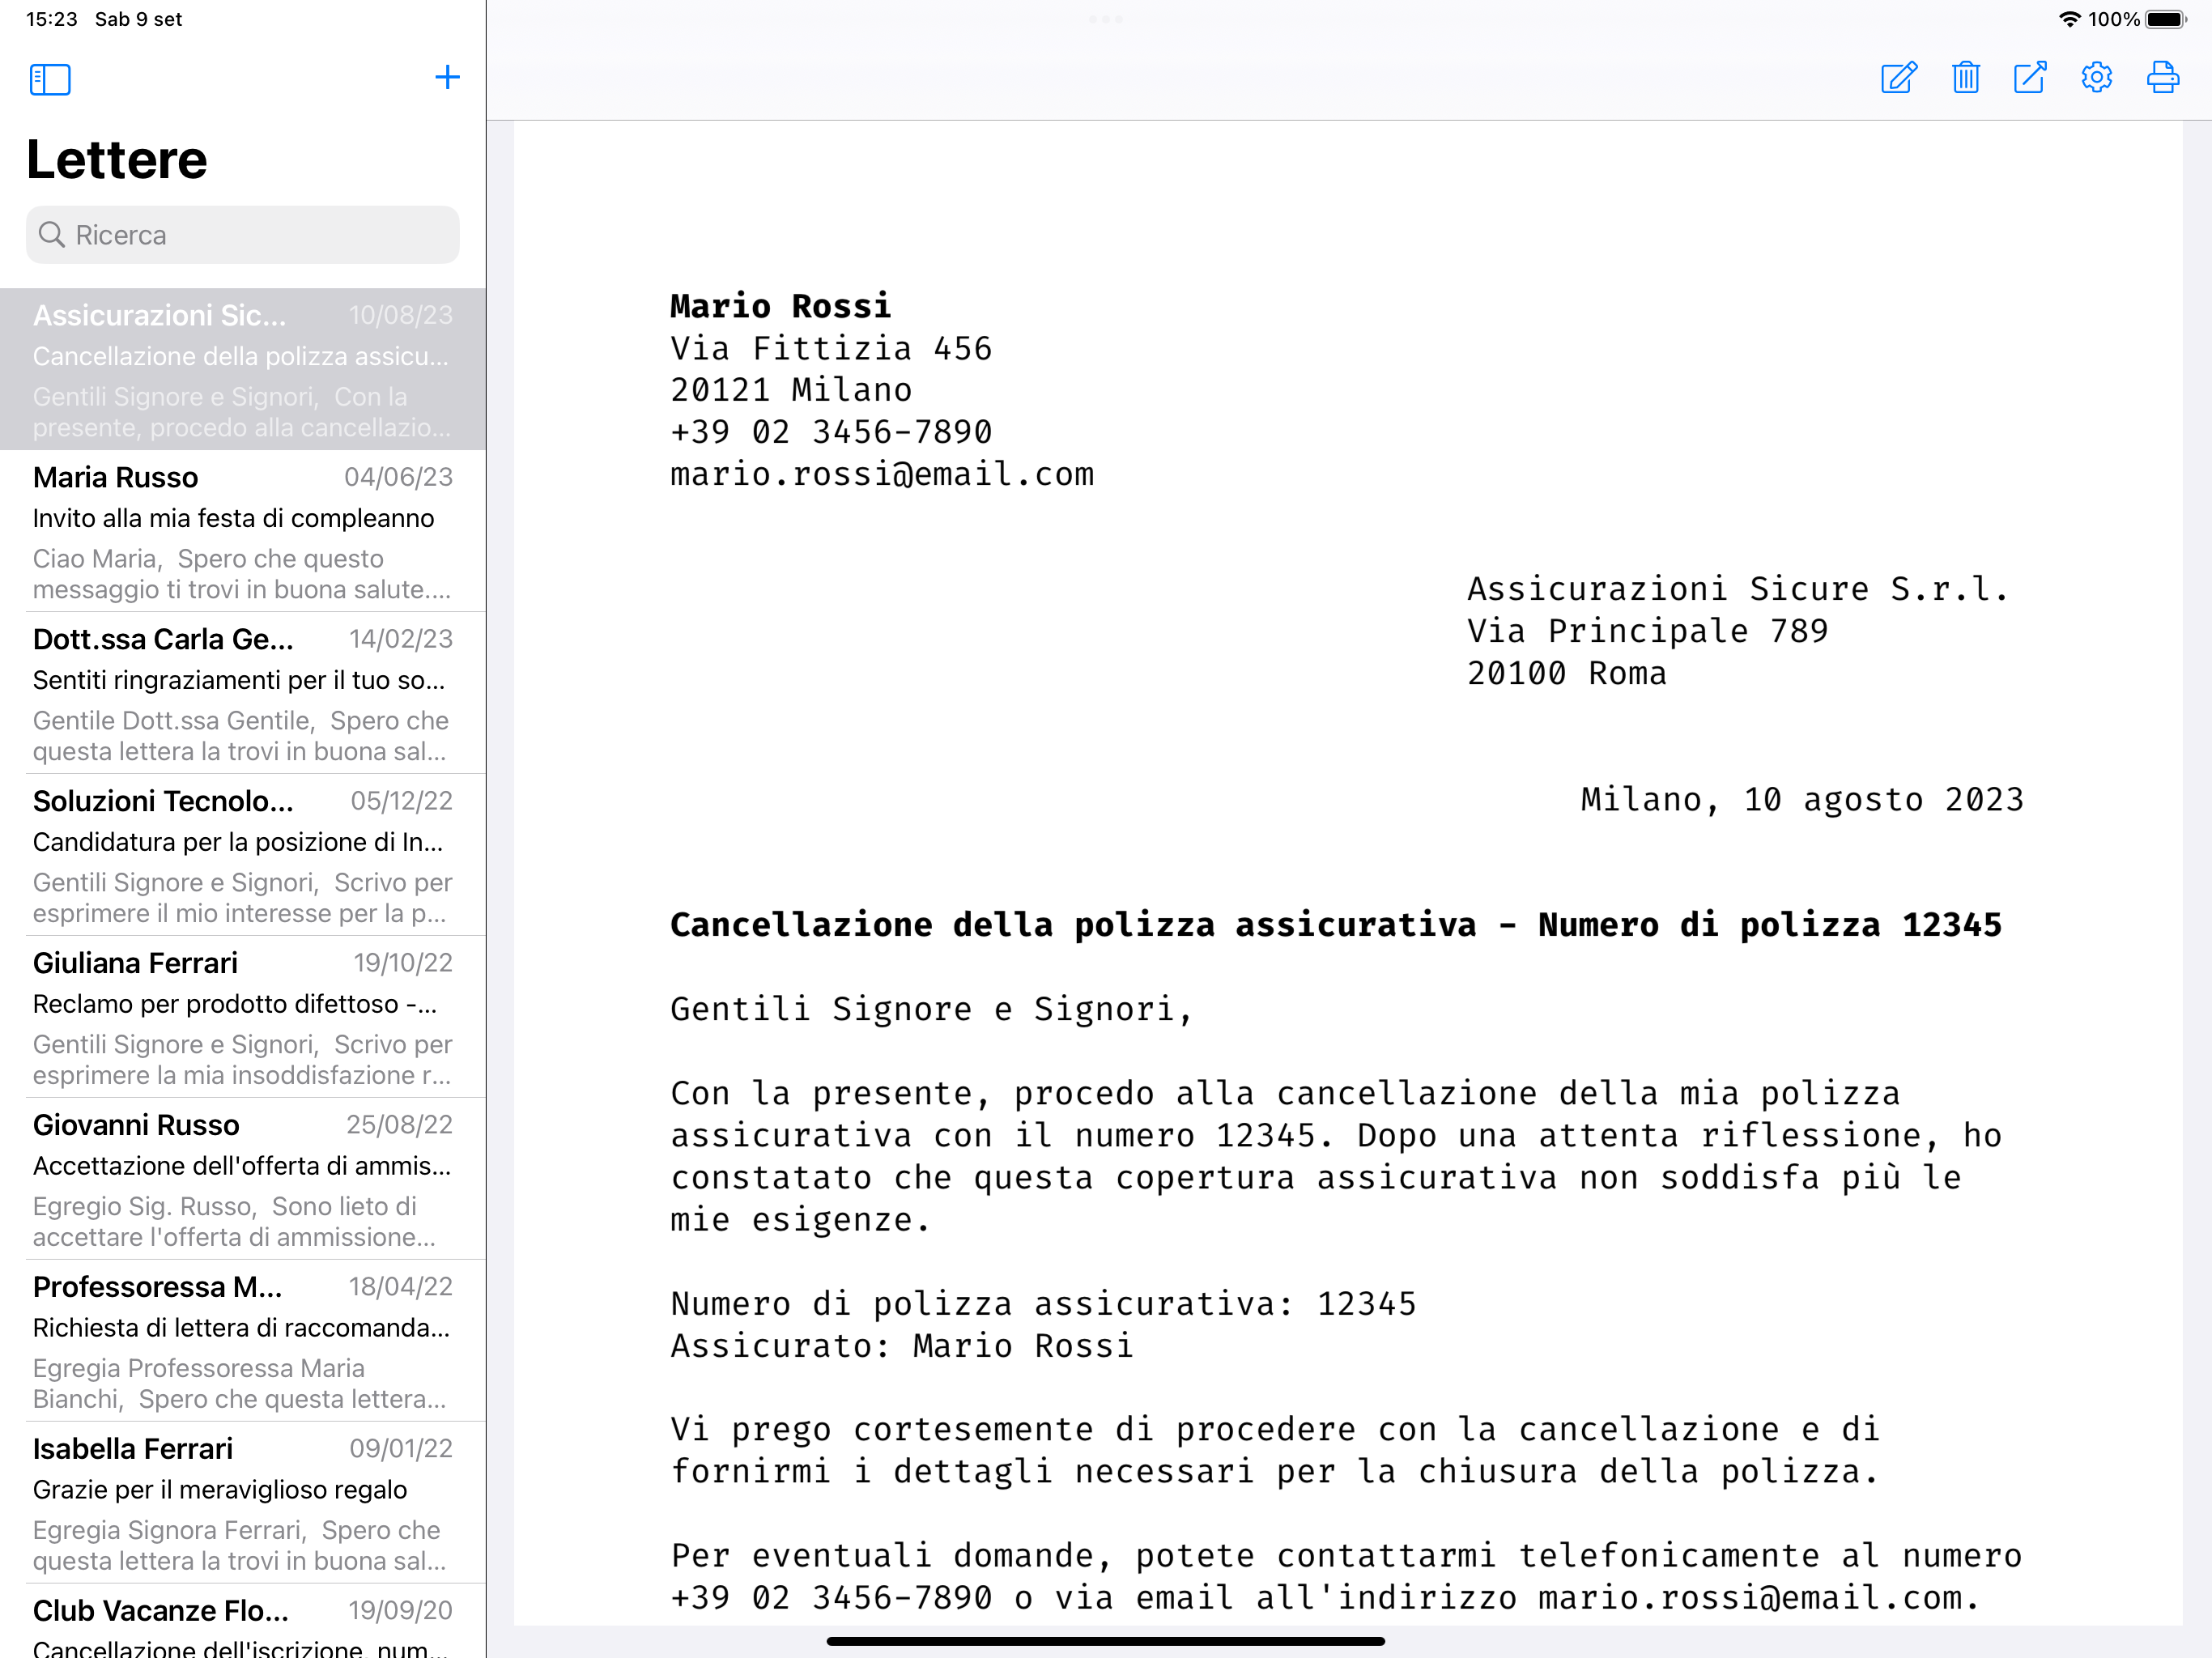 15:23 Sab 9 set
100%
Lettere
Ricerca
Assicurazioni Sic... 10/08/23
Cancellazione della polizza assicu...
Gentili Signore e Signori, Con la
presente, procedo alla cancellazio...
Maria Russo 04/06/23
Invito alla mia festa di compleanno
Ciao Maria, Spero che questo
messaggio ti trovi in buona salute....
Dott.ssa Carla Ge... 14/02/23
Sentiti ringraziamenti per il tuo so...
Gentile Dott.ssa Gentile, Spero che
questa lettera la trovi in buona sal...
Soluzioni Tecnolo... 05/12/22
Candidatura per la posizione di In...
Gentili Signore e Signori, Scrivo per
esprimere il mio interesse per la p...
Giuliana Ferrari 19/10/22
Reclamo per prodotto difettoso -...
Gentili Signore e Signori, Scrivo per
esprimere la mia insoddisfazione r...
Giovanni Russo 25/08/22
Accettazione dell'offerta di ammis...
Egregio Sig. Russo, Sono lieto di
accettare l'offerta di ammissione...
Professoressa M... 18/04/22
Richiesta di lettera di raccomanda...
Egregia Professoressa Maria
Bianchi, Spero che questa lettera...
Isabella Ferrari 09/01/22
Grazie per il meraviglioso regalo
Egregia Signora Ferrari, Spero che
questa lettera la trovi in buona sal...
Club Vacanze Flo... 19/09/20
Cancellazione dell'iscrizione, num...
Mario Rossi
Via Fittizia 456
20121 Milano
+39 02 3456-7890
mario.rossi@email.com
Assicurazioni Sicure S.r.l.
Via Principale 789
20100 Roma
Milano, 10 agosto 2023
Cancellazione della polizza assicurativa - Numero di polizza 12345
Gentili Signore e Signori,
Con la presente, procedo alla cancellazione della mia polizza
assicurativa con il numero 12345. Dopo una attenta riflessione, ho
constatato che questa copertura assicurativa non soddisfa più le
mie esigenze.
Numero di polizza assicurativa: 12345
Assicurato: Mario Rossi
Vi prego cortesemente di procedere con la cancellazione e di
fornirmi i dettagli necessari per la chiusura della polizza.
Per eventuali domande, potete contattarmi telefonicamente al numero
+39 02 3456-7890 o via email all'indirizzo mario.rossi@email.com.